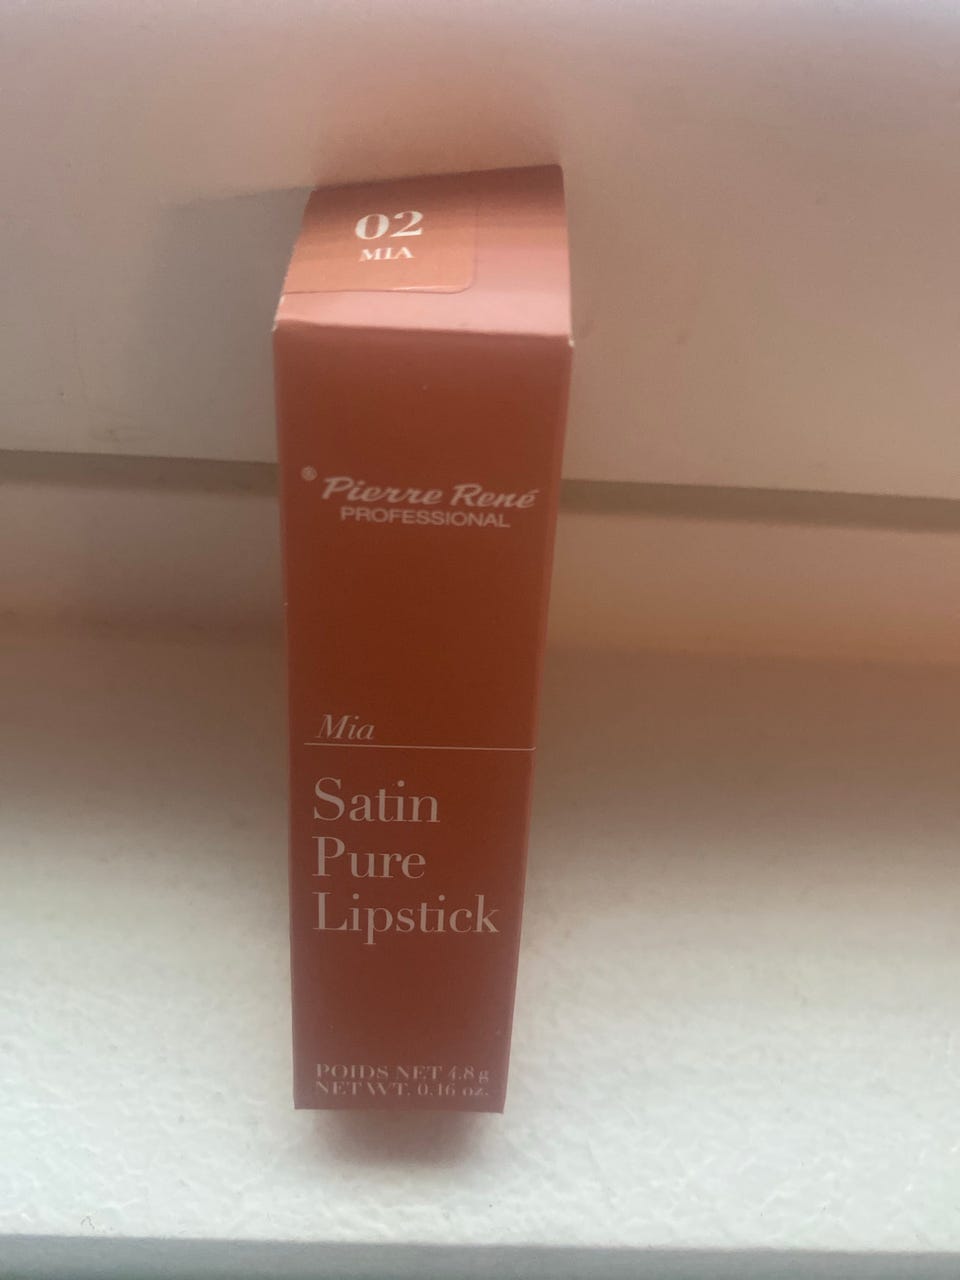 02
MIA
® Pierre René
PROFESSIONAL
Mia
Satin
Pure
Lipstick
POIDS NET 4.8 g
NET WT. 0.16 oz.